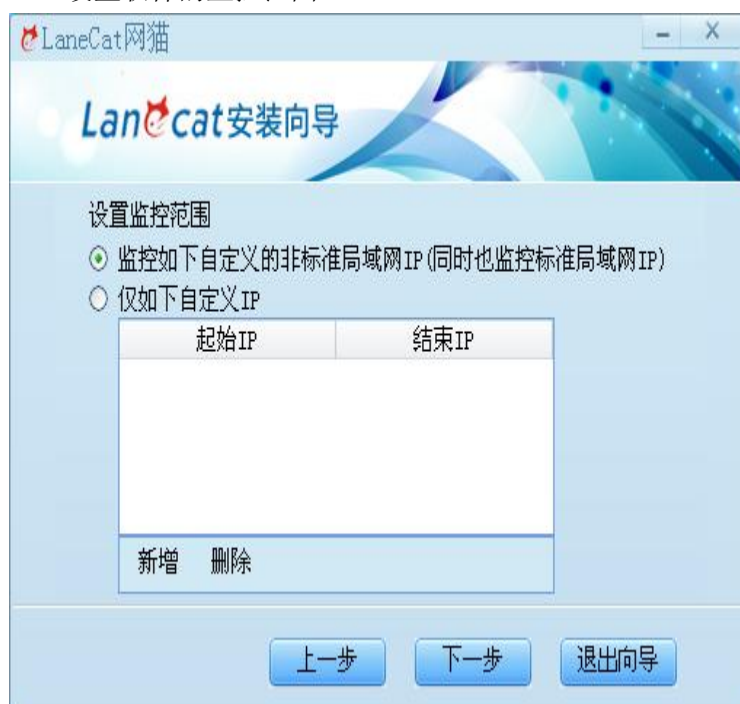 LaneCat网猫
Lanecat安装向导
设置监控范围
监控如下自定义的非标准局域网IP(同时也监控标准局域网IP)
仅如下自定义IP
起始IP 结束IP
新增 删除
上一步 下一步 退出向导